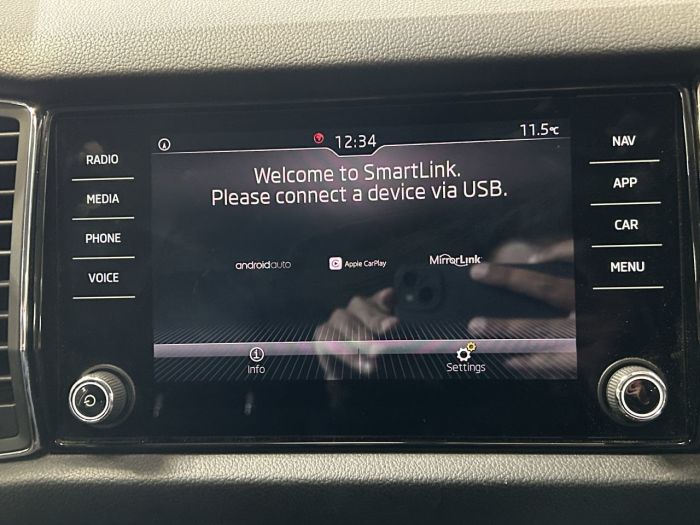 12:34
11.5°C
RADIO
MEDIA
PHONE
VOICE
Welcome to SmartLink.
Please connect a device via USB.
androidauto
Apple CarPlay
MirrorLink
Info
Settings
NAV
APP
CAR
MENU